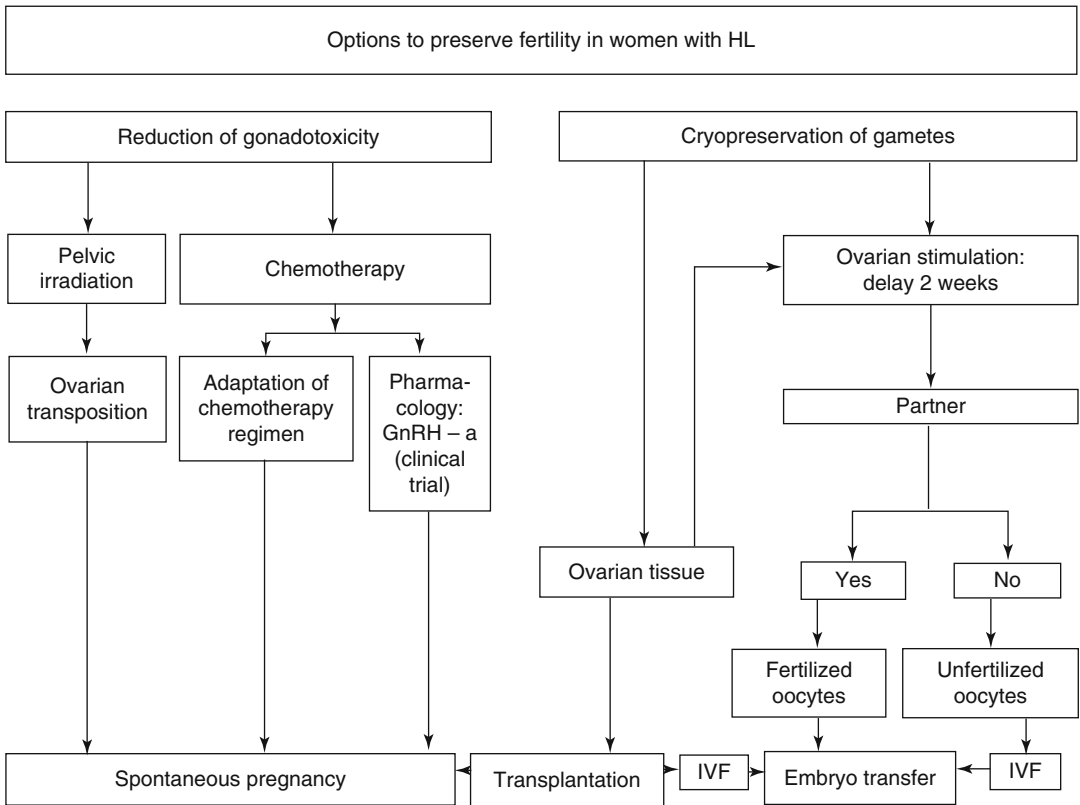 Options to preserve fertility in women with HL
Reduction of gonadotoxicity
Cryopreservation of gametes
Pelvic
irradiation
Chemotherapy
Ovarian stimulation:
delay 2 weeks
Ovarian
transposition
Adaptation of
chemotherapy
regimen
Pharma-
cology:
GnRH – a
(clinical
trial)
Partner
Ovarian tissue
Yes
No
Fertilized
oocytes
Unfertilized
oocytes
Spontaneous pregnancy
Transplantation
IVF
Embryo transfer
IVF